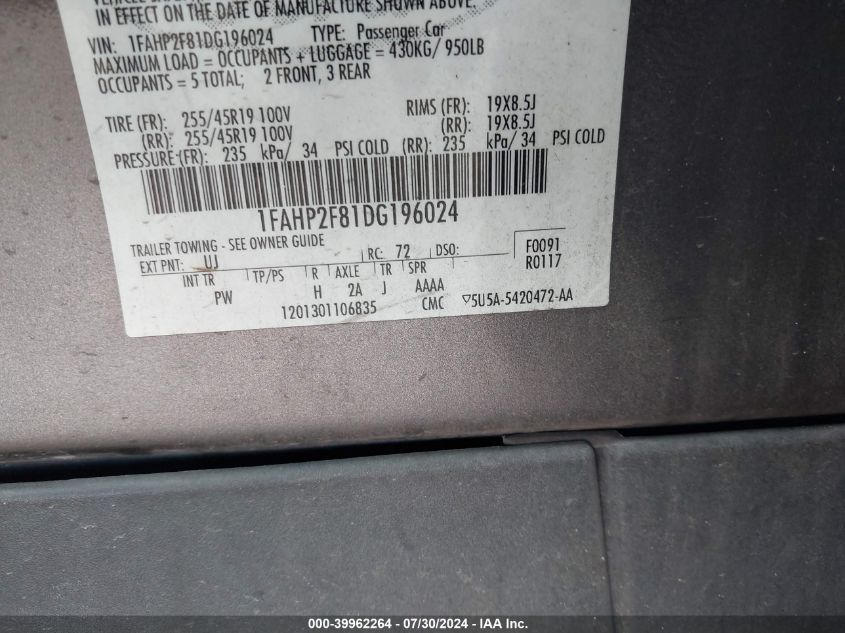 IN EFFECT ON THE DATE OF MANUFACTURE SHOWN ABOVE.
VIN: 1FAHP2F81DG196024 TYPE: Passenger Car
MAXIMUM LOAD = OCCUPANTS + LUGGAGE = 430KG/ 950LB
OCCUPANTS = 5 TOTAL; 2 FRONT, 3 REAR
TIRE (FR): 255/45R19 100V RIMS (FR): 19X8.5J
(RR): 255/45R19 100V (RR): 19X8.5J
PRESSURE (FR): 235 kPa/ 34 PSI COLD (RR): 235 kPa/ 34 PSI COLD
1FAHP2F81DG196024
TRAILER TOWING - SEE OWNER GUIDE
EXT PNT: UJ RC: 72 DSO: F0091
R0117
INT TR TP/PS R AXLE TR SPR
PW H 2A J AAAA
1201301106835 CMC ▽5U5A-5420472-AA
000-39962264 - 07/30/2024 - IAA Inc.